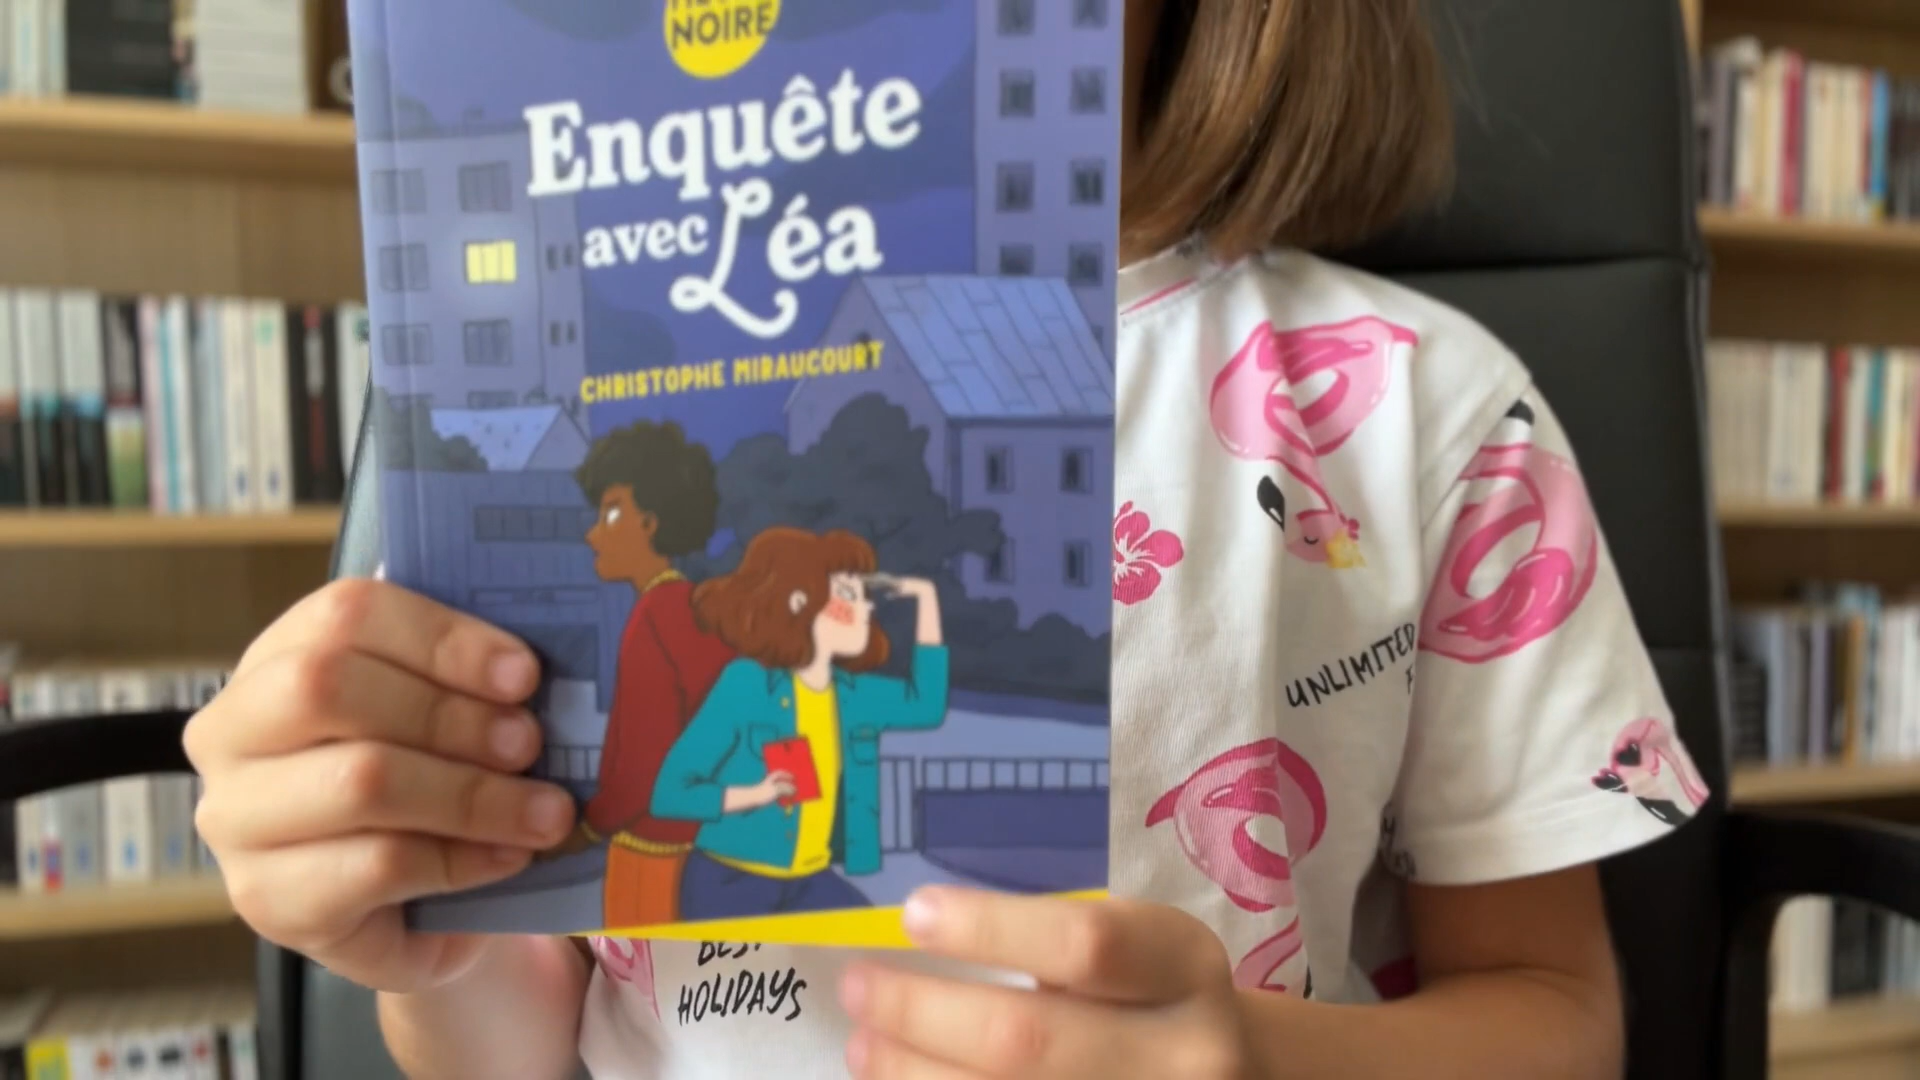 NOIRE
Enquête
avec Léa
CHRISTOPHE MIRAUCOURT
UNLIMITED
HOLIDAYS